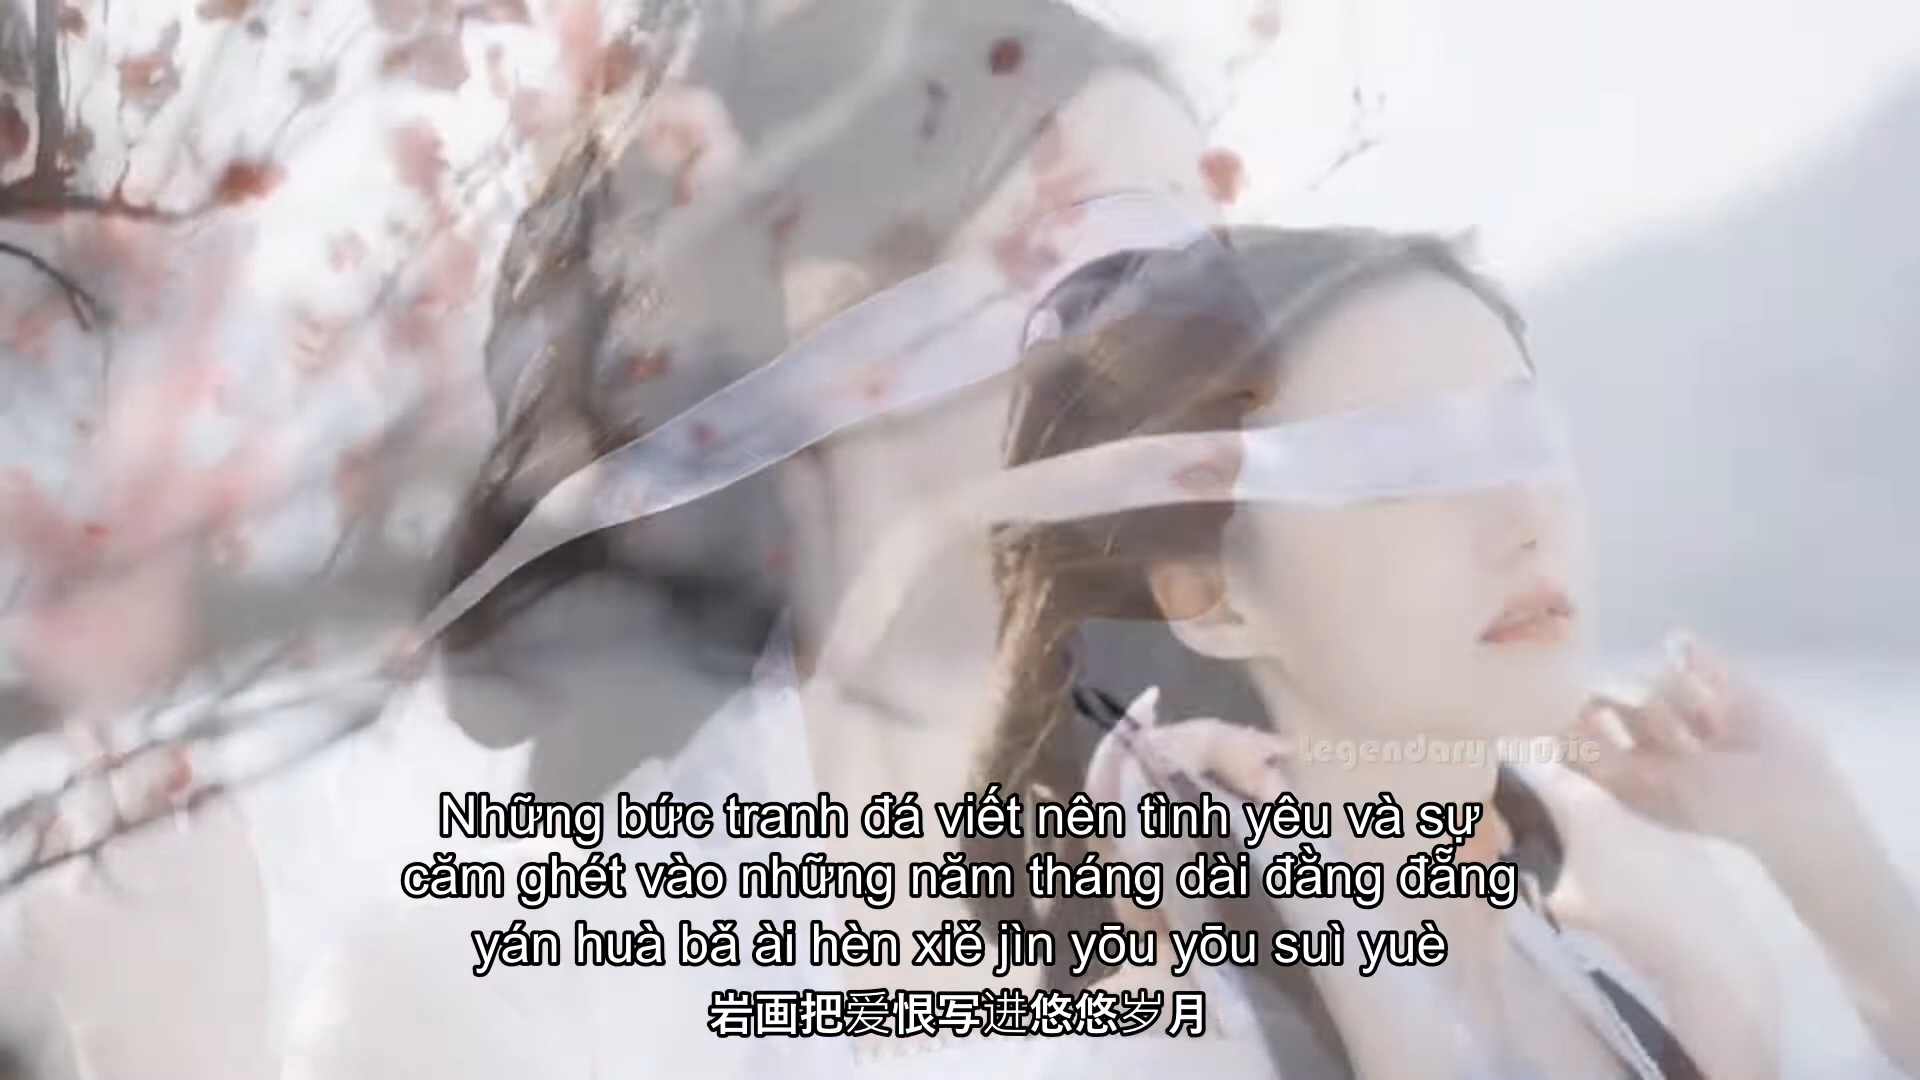 Legendary Music
Những bức tranh đá viết nên tình yêu và sự
căm ghét vào những năm tháng dài đằng đẵng
yán huà bǎ ài hèn xiě jìn yōu yōu suì yuè
岩画把爱恨写进悠悠岁月